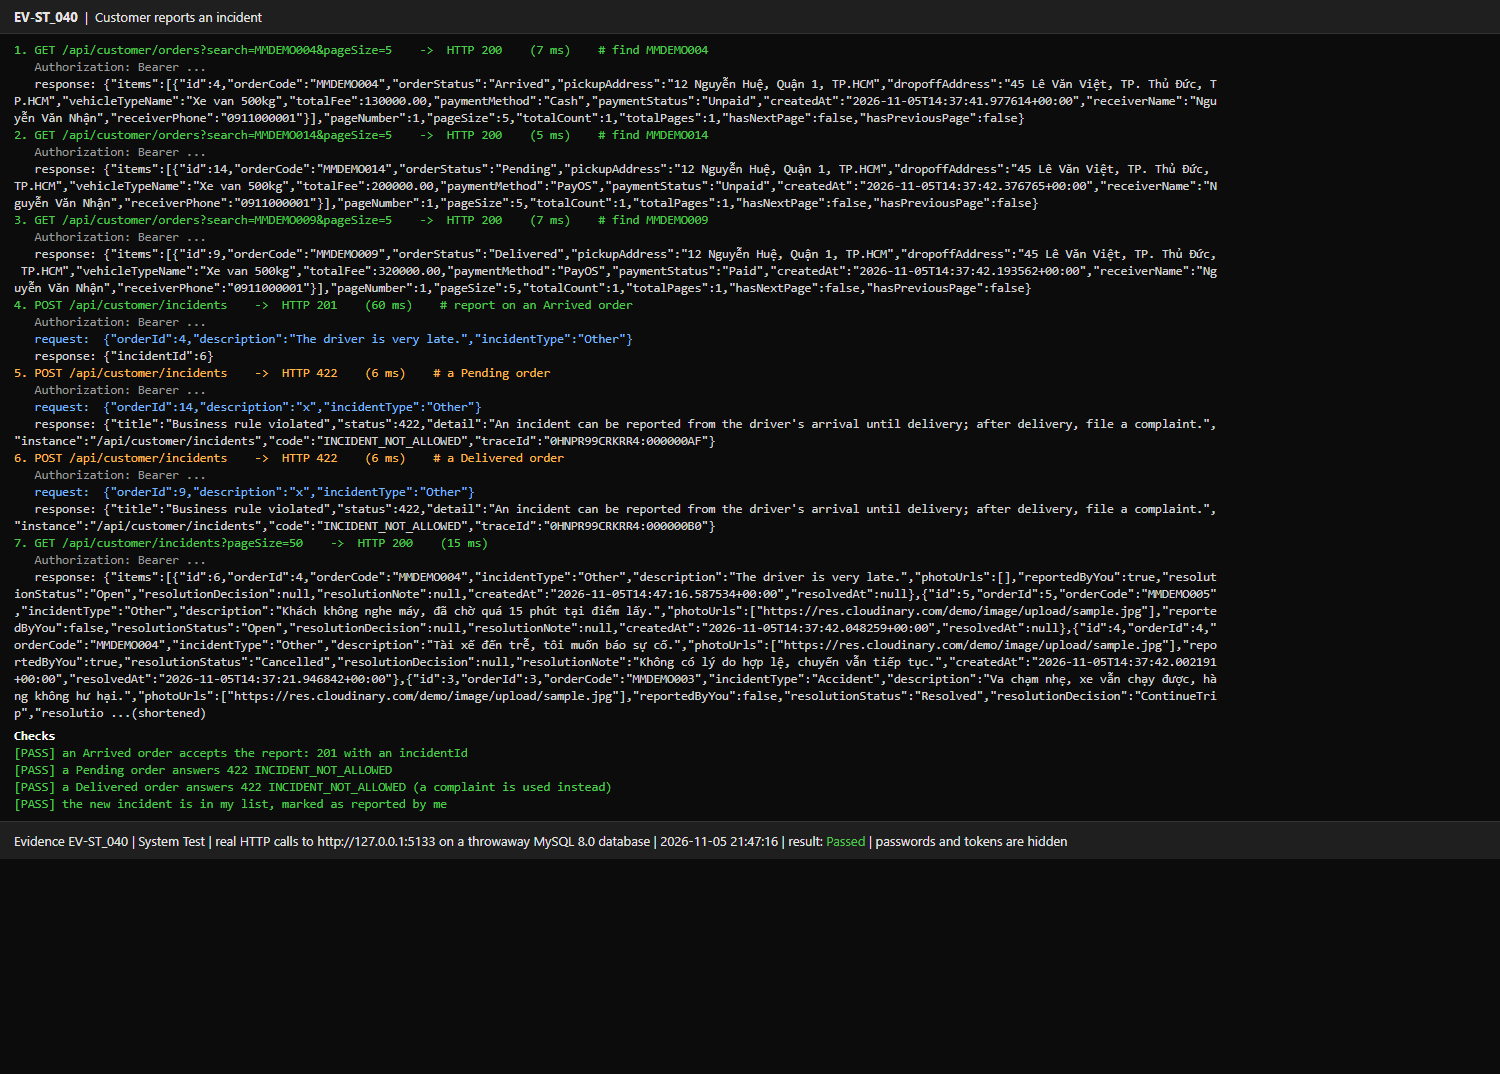 EV-ST_040 | Customer reports an incident
1. GET /api/customer/orders?search=MMDEMO004&pageSize=5    ->  HTTP 200    (7 ms)    # find MMDEMO004
Authorization: Bearer ...
response: {"items":[{"id":4,"orderCode":"MMDEMO004","orderStatus":"Arrived","pickupAddress":"12 Nguyễn Huệ, Quận 1, TP.HCM","dropoffAddress":"45 Lê Văn Việt, TP. Thủ Đức, T
P.HCM","vehicleTypeName":"Xe van 500kg","totalFee":130000.00,"paymentMethod":"Cash","paymentStatus":"Unpaid","createdAt":"2026-11-05T14:37:41.977614+00:00","receiverName":"Ngu
yễn Văn Nhận","receiverPhone":"0911000001"}],"pageNumber":1,"pageSize":5,"totalCount":1,"totalPages":1,"hasNextPage":false,"hasPreviousPage":false}
2. GET /api/customer/orders?search=MMDEMO014&pageSize=5    ->  HTTP 200    (5 ms)    # find MMDEMO014
Authorization: Bearer ...
response: {"items":[{"id":14,"orderCode":"MMDEMO014","orderStatus":"Pending","pickupAddress":"12 Nguyễn Huệ, Quận 1, TP.HCM","dropoffAddress":"45 Lê Văn Việt, TP. Thủ Đức,
TP.HCM","vehicleTypeName":"Xe van 500kg","totalFee":200000.00,"paymentMethod":"PayOS","paymentStatus":"Unpaid","createdAt":"2026-11-05T14:37:42.376765+00:00","receiverName":"N
guyễn Văn Nhận","receiverPhone":"0911000001"}],"pageNumber":1,"pageSize":5,"totalCount":1,"totalPages":1,"hasNextPage":false,"hasPreviousPage":false}
3. GET /api/customer/orders?search=MMDEMO009&pageSize=5    ->  HTTP 200    (7 ms)    # find MMDEMO009
Authorization: Bearer ...
response: {"items":[{"id":9,"orderCode":"MMDEMO009","orderStatus":"Delivered","pickupAddress":"12 Nguyễn Huệ, Quận 1, TP.HCM","dropoffAddress":"45 Lê Văn Việt, TP. Thủ Đức,
TP.HCM","vehicleTypeName":"Xe van 500kg","totalFee":320000.00,"paymentMethod":"PayOS","paymentStatus":"Paid","createdAt":"2026-11-05T14:37:42.193562+00:00","receiverName":"Ng
uyễn Văn Nhận","receiverPhone":"0911000001"}],"pageNumber":1,"pageSize":5,"totalCount":1,"totalPages":1,"hasNextPage":false,"hasPreviousPage":false}
4. POST /api/customer/incidents    ->  HTTP 201    (60 ms)    # report on an Arrived order
Authorization: Bearer ...
request:  {"orderId":4,"description":"The driver is very late.","incidentType":"Other"}
response: {"incidentId":6}
5. POST /api/customer/incidents    ->  HTTP 422    (6 ms)    # a Pending order
Authorization: Bearer ...
request:  {"orderId":14,"description":"x","incidentType":"Other"}
response: {"title":"Business rule violated","status":422,"detail":"An incident can be reported from the driver's arrival until delivery; after delivery, file a complaint.",
"instance":"/api/customer/incidents","code":"INCIDENT_NOT_ALLOWED","traceId":"0HNPR99CRKRR4:000000AF"}
6. POST /api/customer/incidents    ->  HTTP 422    (6 ms)    # a Delivered order
Authorization: Bearer ...
request:  {"orderId":9,"description":"x","incidentType":"Other"}
response: {"title":"Business rule violated","status":422,"detail":"An incident can be reported from the driver's arrival until delivery; after delivery, file a complaint.",
"instance":"/api/customer/incidents","code":"INCIDENT_NOT_ALLOWED","traceId":"0HNPR99CRKRR4:000000B0"}
7. GET /api/customer/incidents?pageSize=50    ->  HTTP 200    (15 ms)
Authorization: Bearer ...
response: {"items":[{"id":6,"orderId":4,"orderCode":"MMDEMO004","incidentType":"Other","description":"The driver is very late.","photoUrls":[],"reportedByYou":true,"resolut
ionStatus":"Open","resolutionDecision":null,"resolutionNote":null,"createdAt":"2026-11-05T14:47:16.587534+00:00","resolvedAt":null},{"id":5,"orderId":5,"orderCode":"MMDEMO005"
,"incidentType":"Other","description":"Khách không nghe máy, đã chờ quá 15 phút tại điểm lấy.","photoUrls":["https://res.cloudinary.com/demo/image/upload/sample.jpg"],"reporte
dByYou":false,"resolutionStatus":"Open","resolutionDecision":null,"resolutionNote":null,"createdAt":"2026-11-05T14:37:42.048259+00:00","resolvedAt":null},{"id":4,"orderId":4,"
orderCode":"MMDEMO004","incidentType":"Other","description":"Tài xế đến trễ, tôi muốn báo sự cố.","photoUrls":["https://res.cloudinary.com/demo/image/upload/sample.jpg"],"repo
rtedByYou":true,"resolutionStatus":"Cancelled","resolutionDecision":null,"resolutionNote":"Không có lý do hợp lệ, chuyến vẫn tiếp tục.","createdAt":"2026-11-05T14:37:42.002191
+00:00","resolvedAt":"2026-11-05T14:37:21.946842+00:00"},{"id":3,"orderId":3,"orderCode":"MMDEMO003","incidentType":"Accident","description":"Va chạm nhẹ, xe vẫn chạy được, hà
ng không hư hại.","photoUrls":["https://res.cloudinary.com/demo/image/upload/sample.jpg"],"reportedByYou":false,"resolutionStatus":"Resolved","resolutionDecision":"ContinueTri
p","resolutio ...(shortened)
Checks
[PASS] an Arrived order accepts the report: 201 with an incidentId
[PASS] a Pending order answers 422 INCIDENT_NOT_ALLOWED
[PASS] a Delivered order answers 422 INCIDENT_NOT_ALLOWED (a complaint is used instead)
[PASS] the new incident is in my list, marked as reported by me
Evidence EV-ST_040 | System Test | real HTTP calls to http://127.0.0.1:5133 on a throwaway MySQL 8.0 database | 2026-11-05 21:47:16 | result: Passed | passwords and tokens are hidden